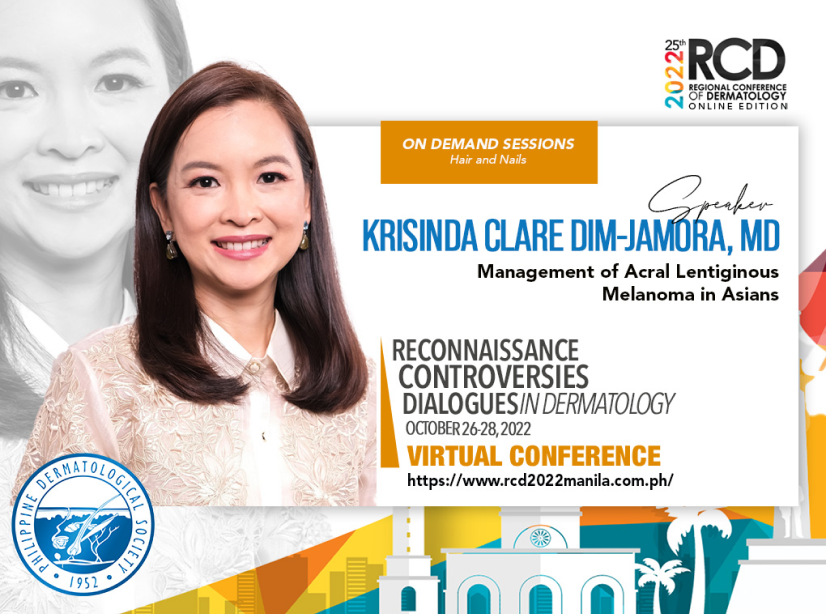 25th
2022
RCD
REGIONAL CONFERENCE
OF DERMATOLOGY
ONLINE EDITION
ON DEMAND SESSIONS
Hair and Nails
Speaker
KRISINDA CLARE DIM-JAMORA, MD
Management of Acral Lentiginous
Melanoma in Asians
RECONNAISSANCE
CONTROVERSIES
DIALOGUES IN DERMATOLOGY
OCTOBER 26-28, 2022
VIRTUAL CONFERENCE
https://www.rcd2022manila.com.ph/
PHILIPPINE DERMATOLOGICAL SOCIETY
• 1952 •